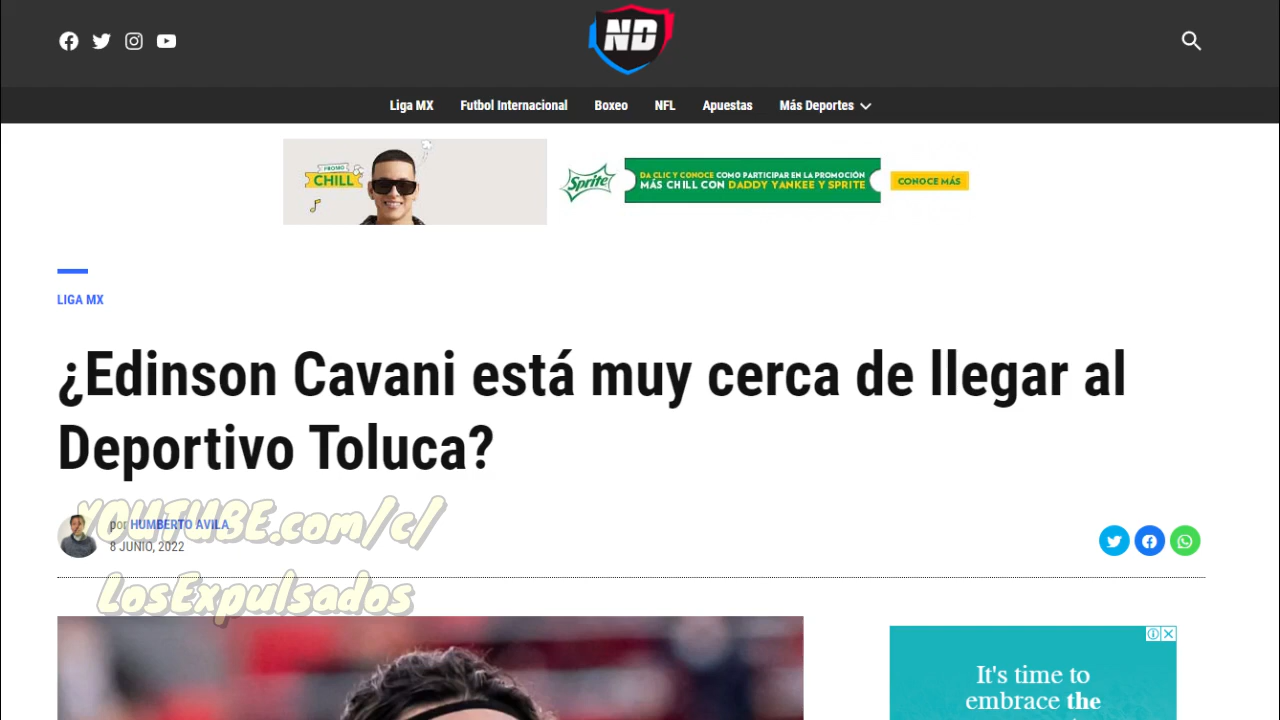 ND
Liga MX
Futbol Internacional
Boxeo
NFL
Apuestas
Más Deportes
PROMO
CHILL
Sprite
DA CLIC Y CONOCE COMO PARTICIPAR EN LA PROMOCIÓN
MÁS CHILL CON DADDY YANKEE Y SPRITE
CONOCE MÁS
LIGA MX
¿Edinson Cavani está muy cerca de llegar al
Deportivo Toluca?
YOUTUBE.com/c/
por HUMBERTO AVILA
8 JUNIO, 2022
LosExpulsados
It's time to
embrace the